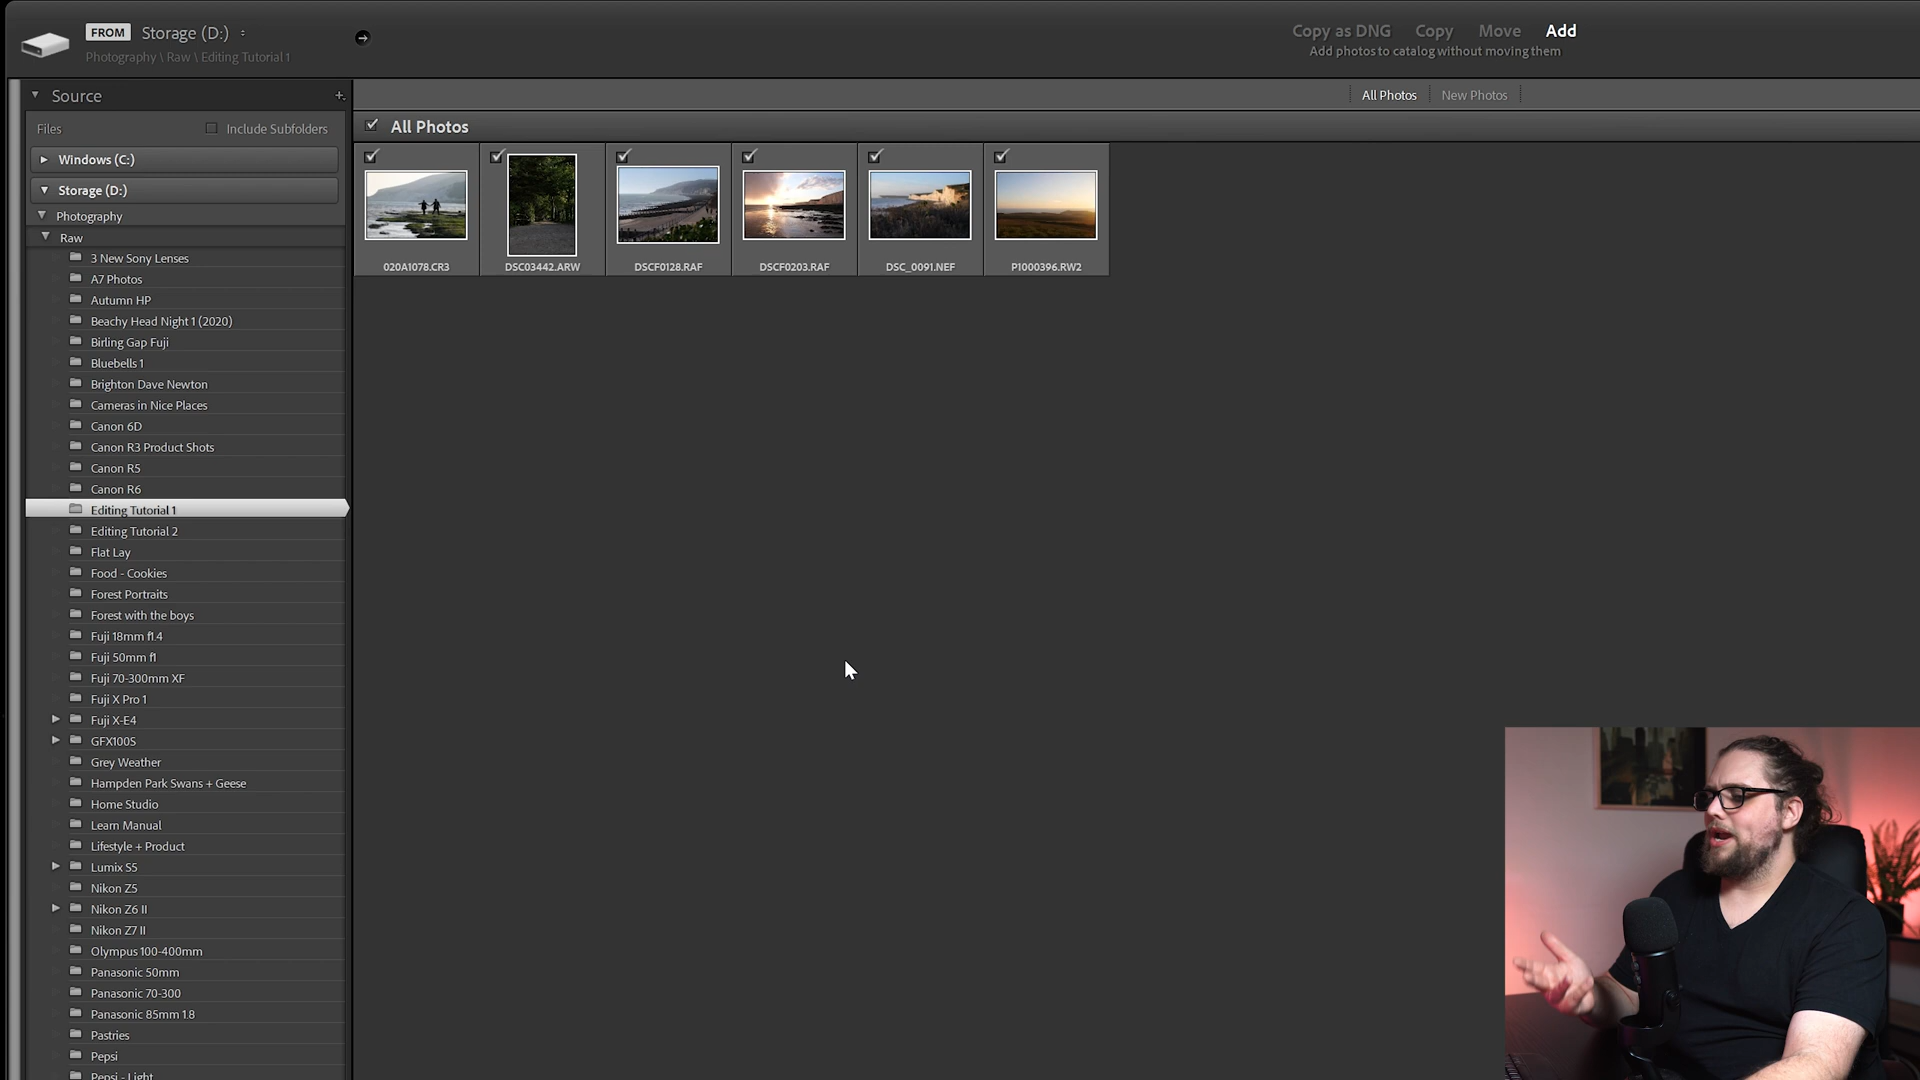 FROM Storage (D:)
Photography \ Raw \ Editing Tutorial 1
Copy as DNG Copy Move Add
Add photos to catalog without moving them
Source
All Photos New Photos
Files Include Subfolders
All Photos
Windows (C:)
Storage (D:)
Photography
Raw
3 New Sony Lenses
A7 Photos
Autumn HP
Beachy Head Night 1 (2020)
Birling Gap Fuji
Bluebells 1
Brighton Dave Newton
Cameras in Nice Places
Canon 6D
Canon R3 Product Shots
Canon R5
Canon R6
Editing Tutorial 1
Editing Tutorial 2
Flat Lay
Food - Cookies
Forest Portraits
Forest with the boys
Fuji 18mm f1.4
Fuji 50mm f1
Fuji 70-300mm XF
Fuji X Pro 1
Fuji X-E4
GFX100S
Grey Weather
Hampden Park Swans + Geese
Home Studio
Learn Manual
Lifestyle + Product
Lumix S5
Nikon Z5
Nikon Z6 II
Nikon Z7 II
Olympus 100-400mm
Panasonic 50mm
Panasonic 70-300
Panasonic 85mm 1.8
Pastries
Pepsi
Pepsi - Light
020A1078.CR3
DSC03442.ARW
DSCF0128.RAF
DSCF0203.RAF
DSC_0091.NEF
P1000396.RW2